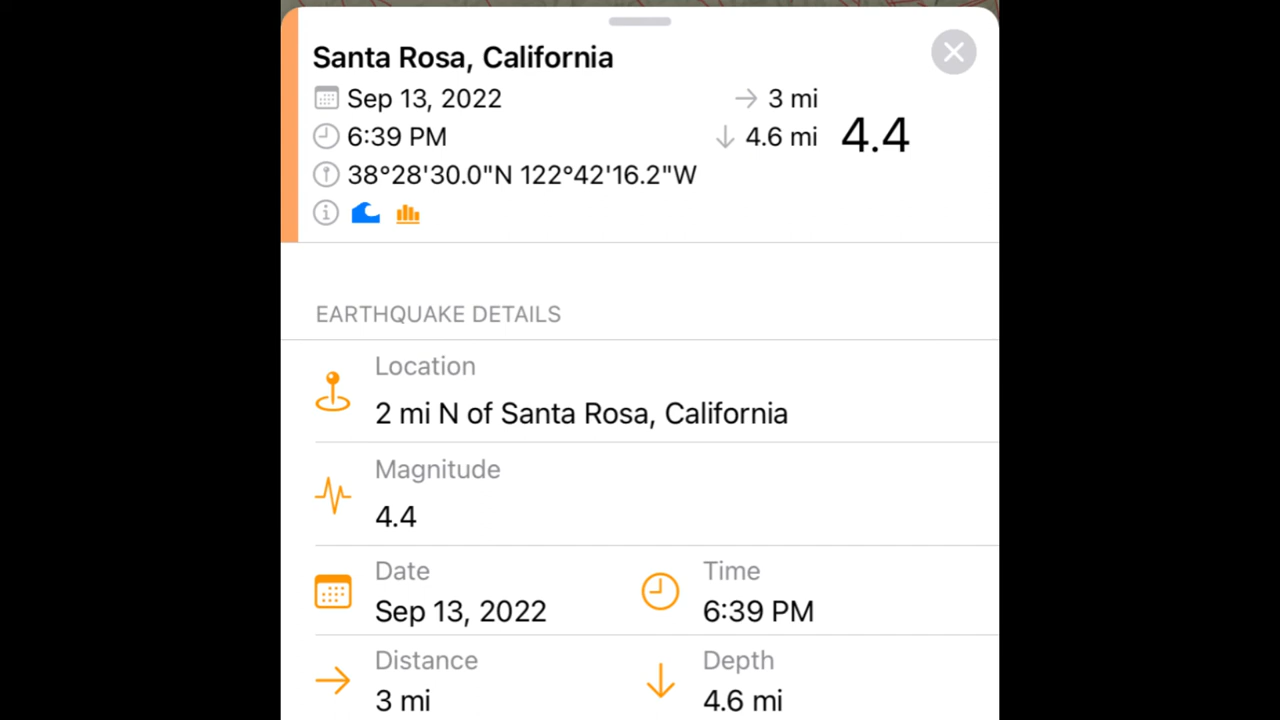 Santa Rosa, California
Sep 13, 2022
3 mi
6:39 PM
4.6 mi
4.4
38°28'30.0"N 122°42'16.2"W
EARTHQUAKE DETAILS
Location
2 mi N of Santa Rosa, California
Magnitude
4.4
Date
Sep 13, 2022
Time
6:39 PM
Distance
3 mi
Depth
4.6 mi